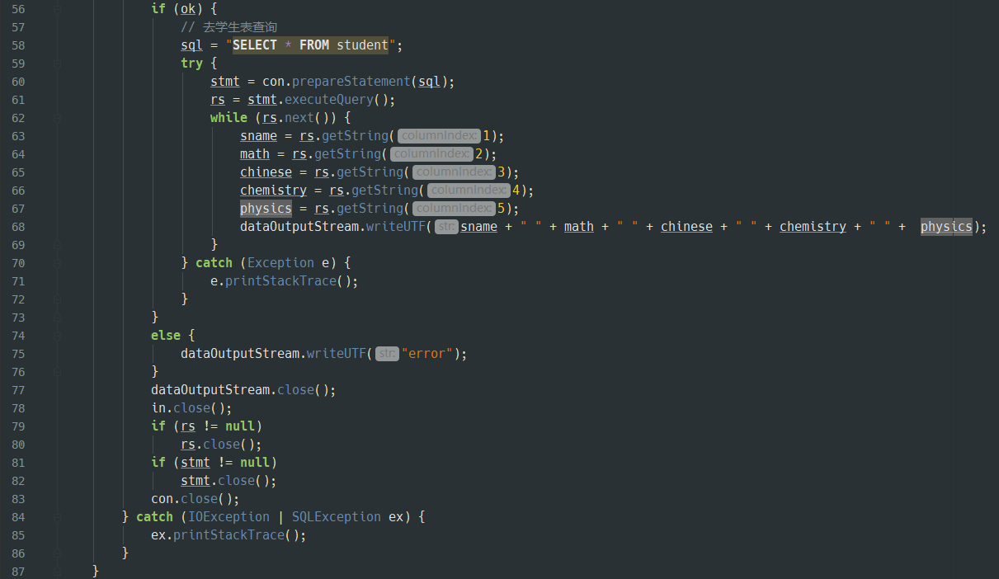 56 if (ok) {
57 // 去学生表查询
58 sql = "SELECT * FROM student";
59 try {
60 stmt = con.prepareStatement(sql);
61 rs = stmt.executeQuery();
62 while (rs.next()) {
63 sname = rs.getString( columnIndex: 1);
64 math = rs.getString( columnIndex: 2);
65 chinese = rs.getString( columnIndex: 3);
66 chemistry = rs.getString( columnIndex: 4);
67 physics = rs.getString( columnIndex: 5);
68 dataOutputStream.writeUTF( str: sname + " " + math + " " + chinese + " " + chemistry + " " +  physics);
69 }
70 } catch (Exception e) {
71 e.printStackTrace();
72 }
73 }
74 else {
75 dataOutputStream.writeUTF( str: "error");
76 }
77 dataOutputStream.close();
78 in.close();
79 if (rs != null)
80 rs.close();
81 if (stmt != null)
82 stmt.close();
83 con.close();
84 } catch (IOException | SQLException ex) {
85 ex.printStackTrace();
86 }
87 }